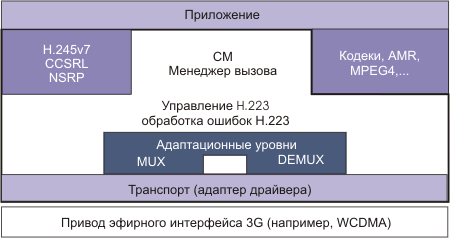 Приложение
H.245v7
CCSRL
NSRP
CM
Менеджер вызова
Кодеки, AMR,
MPEG4,...
Управление H.223
обработка ошибок H.223
Адаптационные уровни
MUX
DEMUX
Транспорт (адаптер драйвера)
Привод эфирного интерфейса 3G (например, WCDMA)